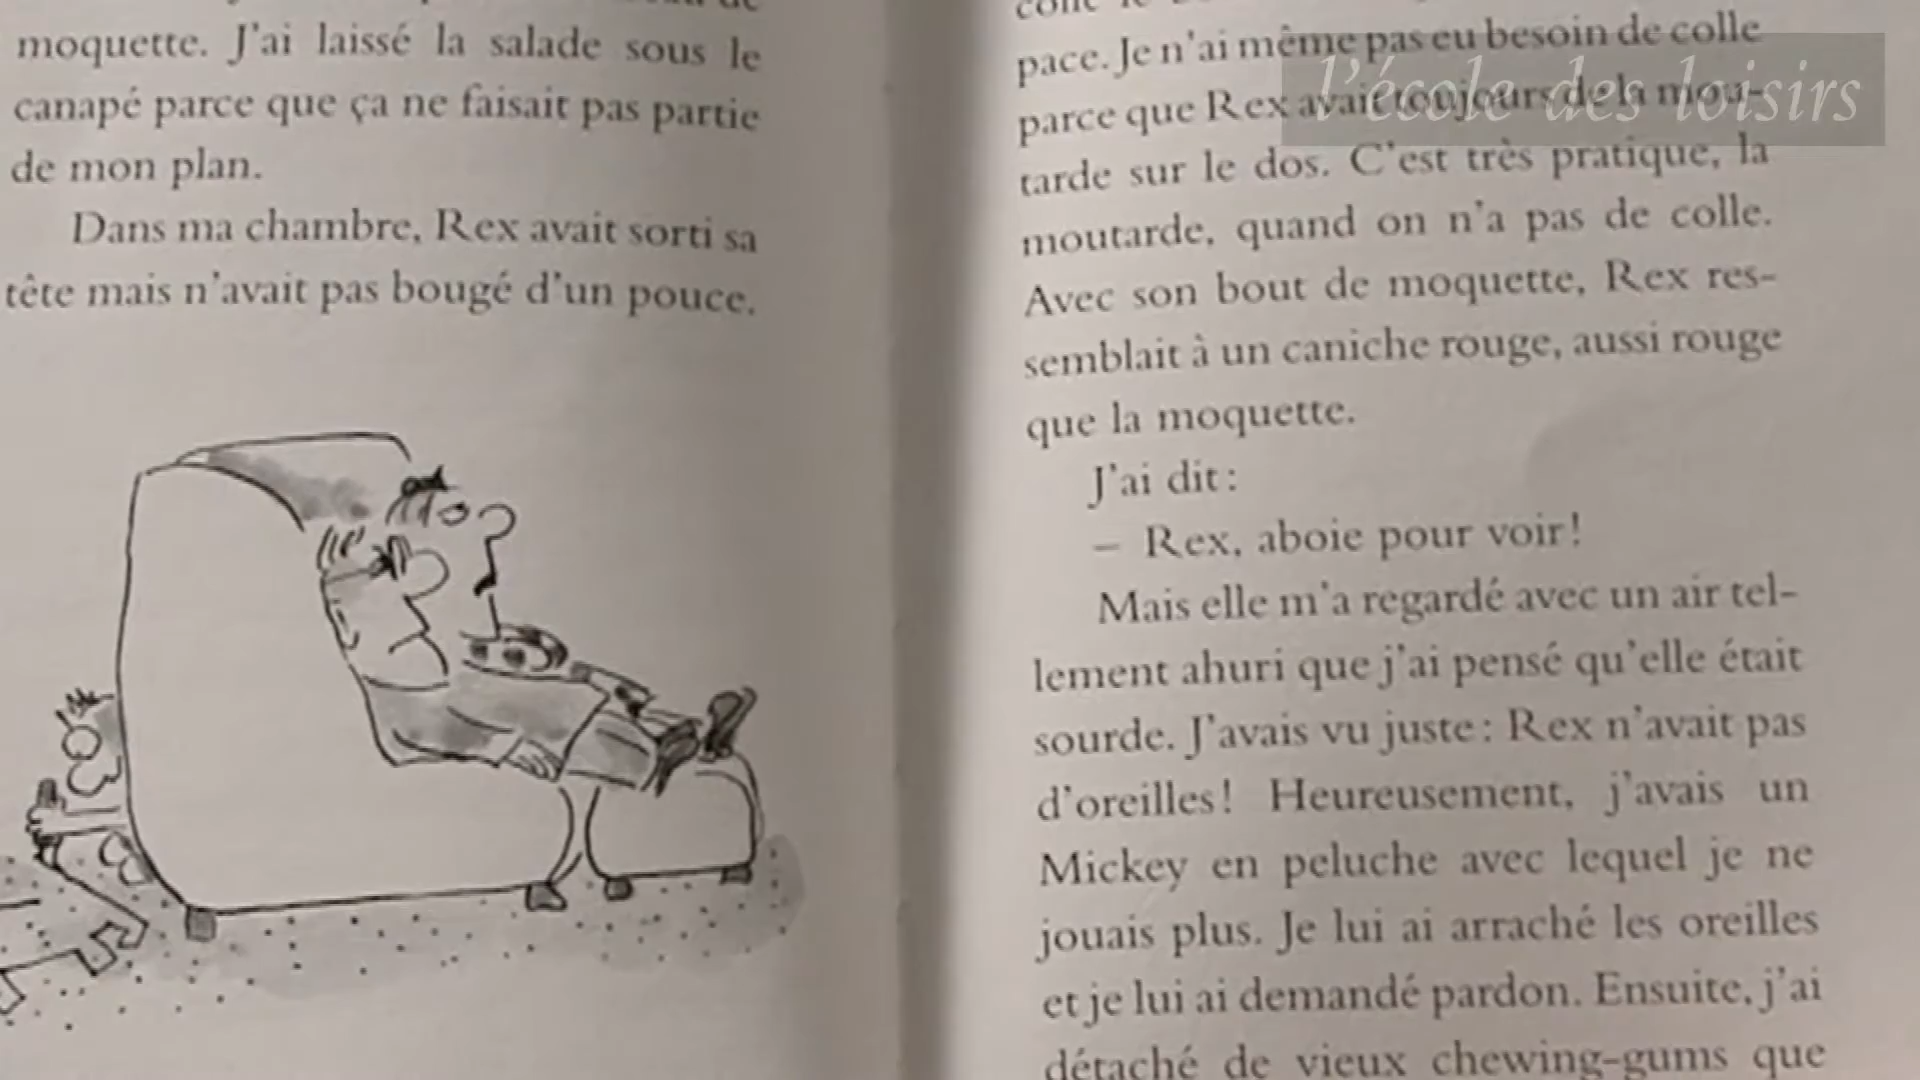 moquette. J'ai laissé la salade sous le
canapé parce que ça ne faisait pas partie
de mon plan.
Dans ma chambre, Rex avait sorti sa
tête mais n'avait pas bougé d'un pouce.
pace. Je n'ai même pas eu besoin de colle
parce que Rex avait toujours de la mou-
tarde sur le dos. C'est très pratique, la
moutarde, quand on n'a pas de colle.
Avec son bout de moquette, Rex res-
semblait à un caniche rouge, aussi rouge
que la moquette.
J'ai dit :
– Rex, aboie pour voir !
Mais elle m'a regardé avec un air tel-
lement ahuri que j'ai pensé qu'elle était
sourde. J'avais vu juste : Rex n'avait pas
d'oreilles ! Heureusement, j'avais un
Mickey en peluche avec lequel je ne
jouais plus. Je lui ai arraché les oreilles
et je lui ai demandé pardon. Ensuite, j'ai
détaché de vieux chewing-gums que
l'école des loisirs